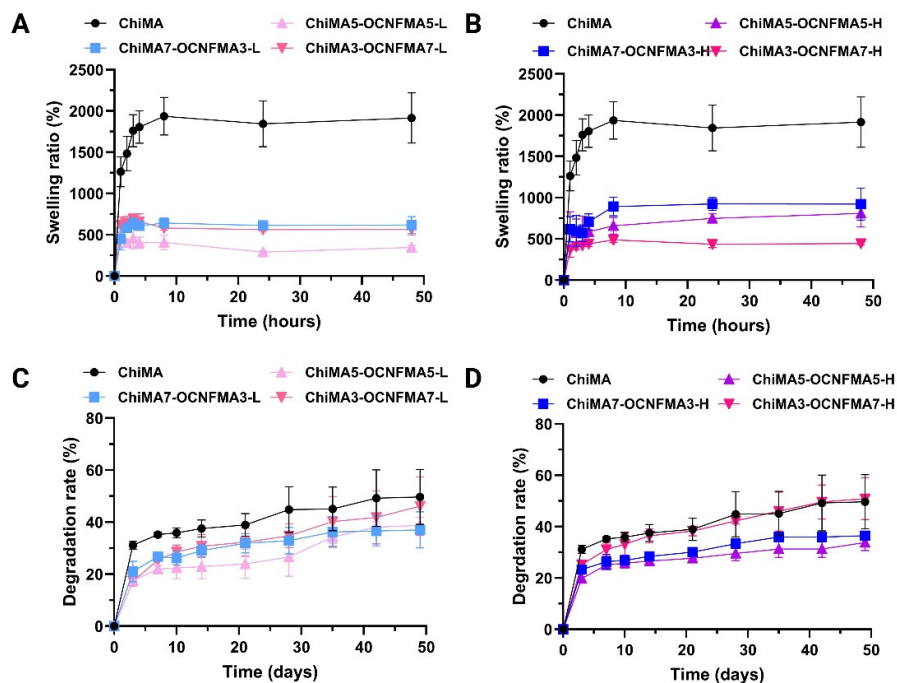 A
ChiMA
ChiMA5-OCNFMA5-L
ChiMA7-OCNFMA3-L
ChiMA3-OCNFMA7-L
2500
2000
1500
1000
500
0
Swelling ratio (%)
0 10 20 30 40 50
Time (hours)
B
ChiMA
ChiMA5-OCNFMA5-H
ChiMA7-OCNFMA3-H
ChiMA3-OCNFMA7-H
2500
2000
1500
1000
500
0
Swelling ratio (%)
0 10 20 30 40 50
Time (hours)
C
ChiMA
ChiMA5-OCNFMA5-L
ChiMA7-OCNFMA3-L
ChiMA3-OCNFMA7-L
80
60
40
20
0
Degradation rate (%)
0 10 20 30 40 50
Time (days)
D
ChiMA
ChiMA5-OCNFMA5-H
ChiMA7-OCNFMA3-H
ChiMA3-OCNFMA7-H
80
60
40
20
0
Degradation rate (%)
0 10 20 30 40 50
Time (days)